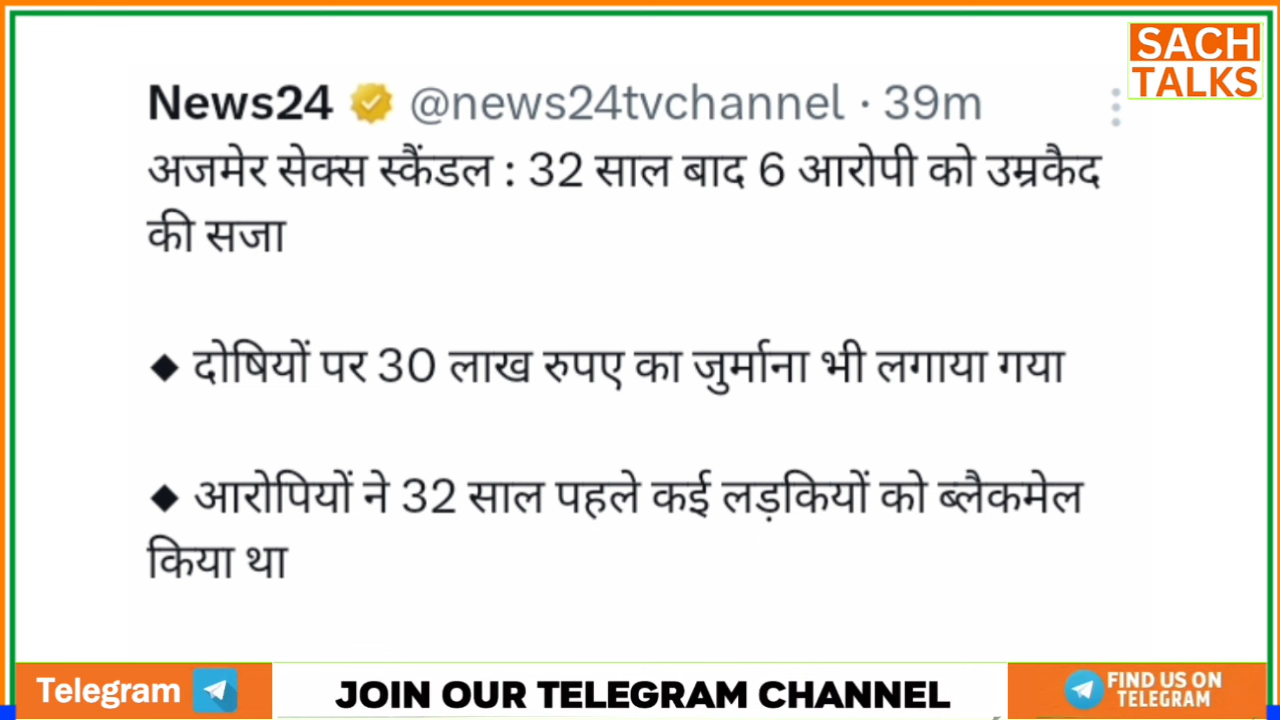 SACH
TALKS
News24 @news24tvchannel · 39m
अजमेर सेक्स स्कैंडल : 32 साल बाद 6 आरोपी को उम्रकैद
की सजा
◆ दोषियों पर 30 लाख रुपए का जुर्माना भी लगाया गया
◆ आरोपियों ने 32 साल पहले कई लड़कियों को ब्लैकमेल
किया था
Telegram
JOIN OUR TELEGRAM CHANNEL
FIND US ON
TELEGRAM